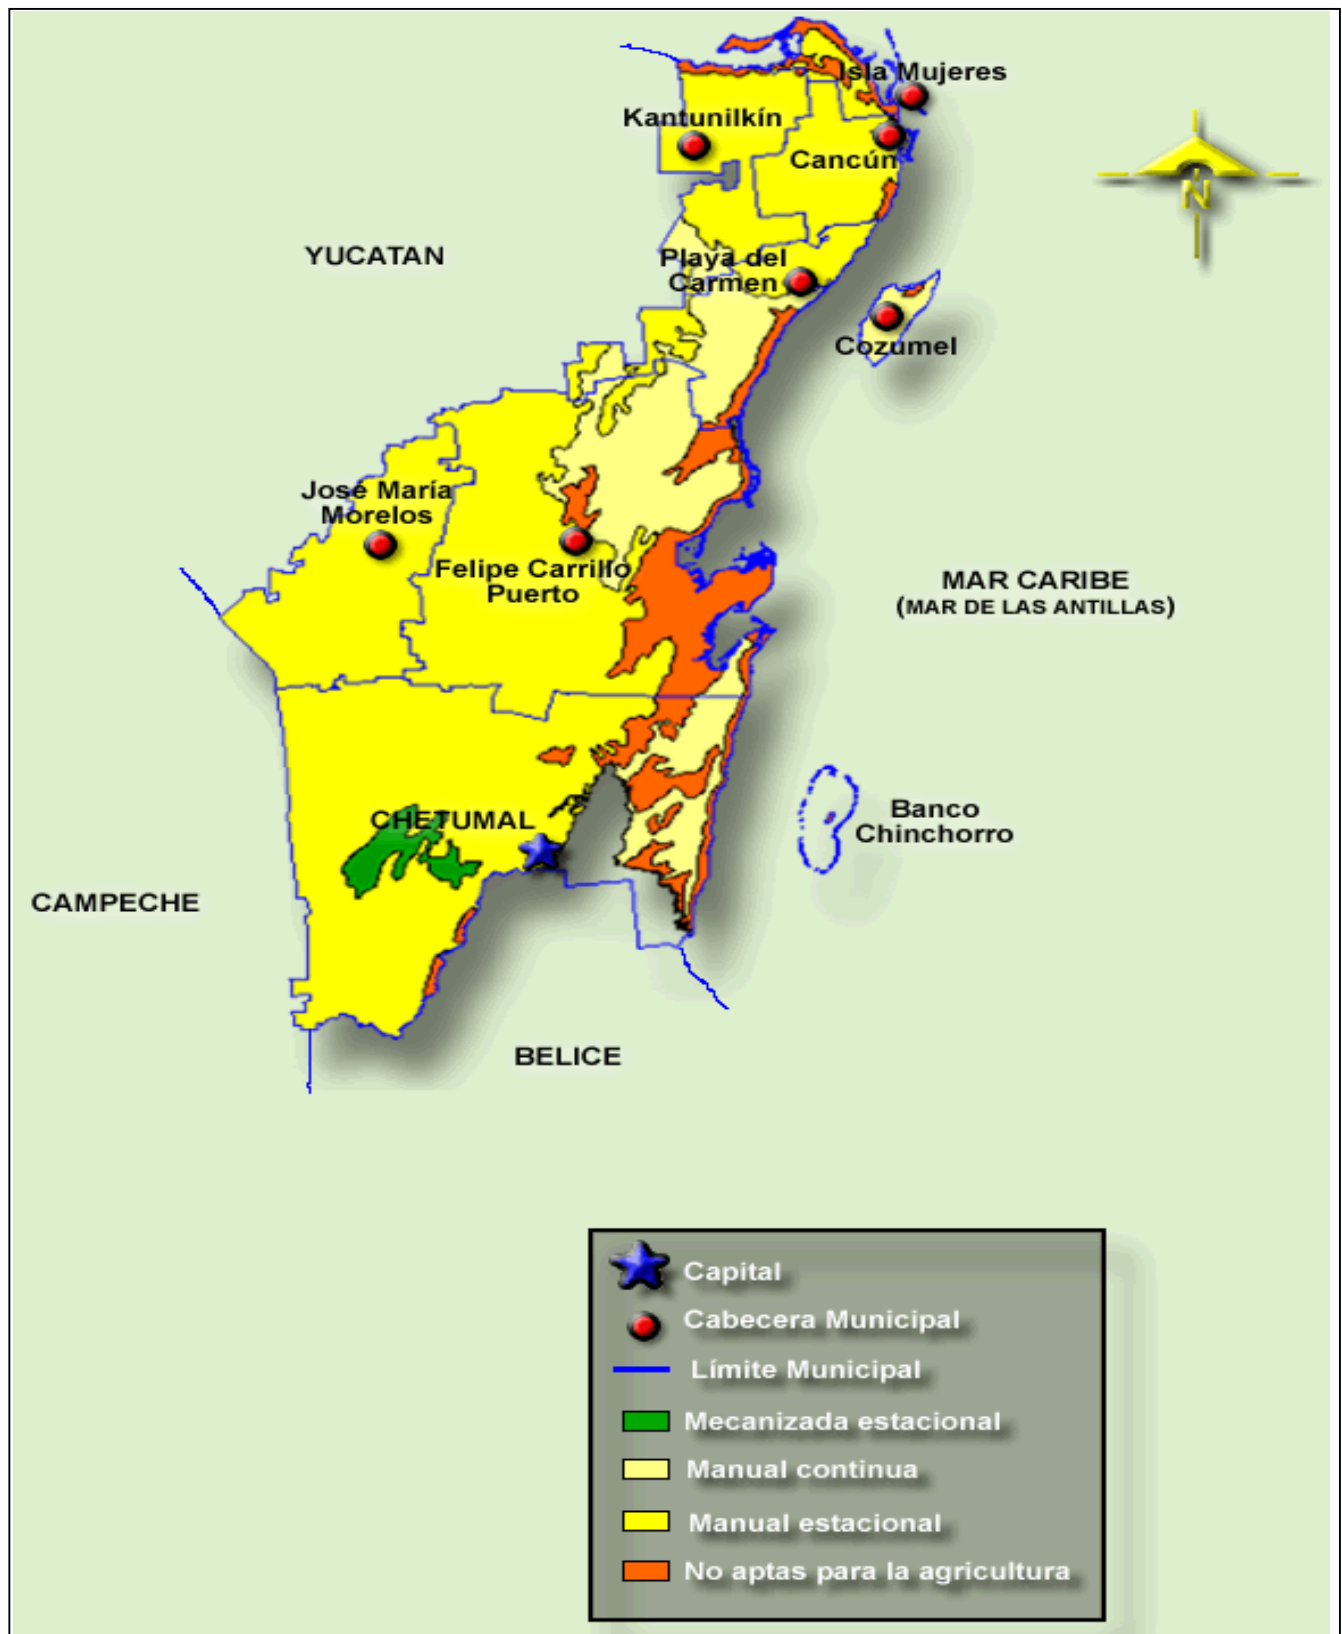 Isla Mujeres
Kantunilkín
Cancún
N
YUCATAN
Playa del
Carmen
Cozumel
José María
Morelos
Felipe Carrillo
Puerto
MAR CARIBE
(MAR DE LAS ANTILLAS)
CHETUMAL
Banco
Chinchorro
CAMPECHE
BELICE
Capital
Cabecera Municipal
Límite Municipal
Mecanizada estacional
Manual continua
Manual estacional
No aptas para la agricultura